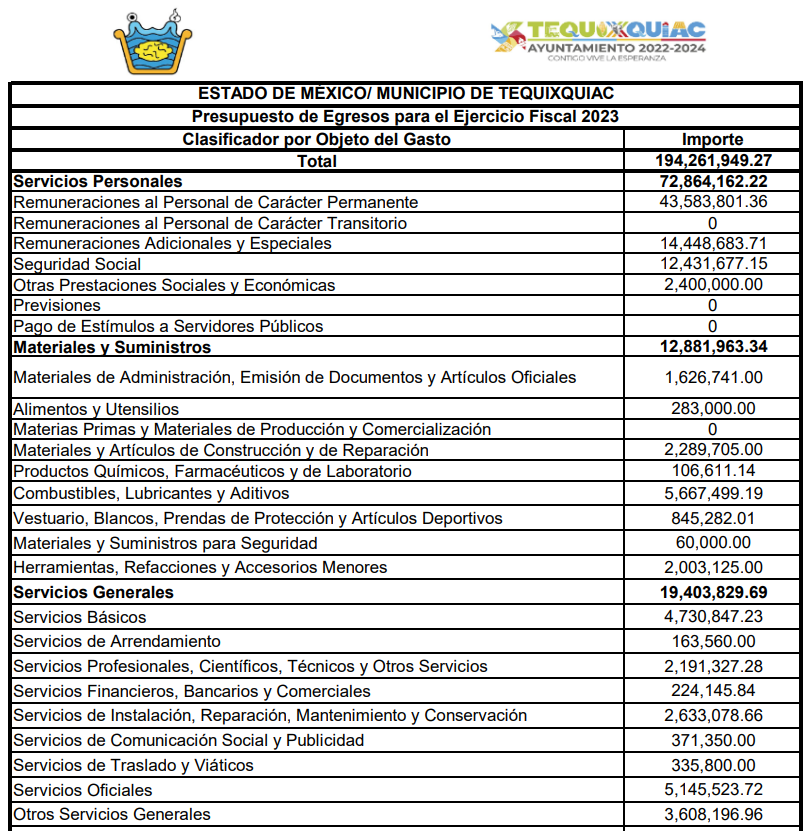 TEQUIXQUIAC
AYUNTAMIENTO 2022-2024
CONTIGO VIVE LA ESPERANZA
ESTADO DE MÉXICO/ MUNICIPIO DE TEQUIXQUIAC
Presupuesto de Egresos para el Ejercicio Fiscal 2023
Clasificador por Objeto del Gasto Importe
Total 194,261,949.27
Servicios Personales 72,864,162.22
Remuneraciones al Personal de Carácter Permanente 43,583,801.36
Remuneraciones al Personal de Carácter Transitorio 0
Remuneraciones Adicionales y Especiales 14,448,683.71
Seguridad Social 12,431,677.15
Otras Prestaciones Sociales y Económicas 2,400,000.00
Previsiones 0
Pago de Estímulos a Servidores Públicos 0
Materiales y Suministros 12,881,963.34
Materiales de Administración, Emisión de Documentos y Artículos Oficiales 1,626,741.00
Alimentos y Utensilios 283,000.00
Materias Primas y Materiales de Producción y Comercialización 0
Materiales y Artículos de Construcción y de Reparación 2,289,705.00
Productos Químicos, Farmacéuticos y de Laboratorio 106,611.14
Combustibles, Lubricantes y Aditivos 5,667,499.19
Vestuario, Blancos, Prendas de Protección y Artículos Deportivos 845,282.01
Materiales y Suministros para Seguridad 60,000.00
Herramientas, Refacciones y Accesorios Menores 2,003,125.00
Servicios Generales 19,403,829.69
Servicios Básicos 4,730,847.23
Servicios de Arrendamiento 163,560.00
Servicios Profesionales, Científicos, Técnicos y Otros Servicios 2,191,327.28
Servicios Financieros, Bancarios y Comerciales 224,145.84
Servicios de Instalación, Reparación, Mantenimiento y Conservación 2,633,078.66
Servicios de Comunicación Social y Publicidad 371,350.00
Servicios de Traslado y Viáticos 335,800.00
Servicios Oficiales 5,145,523.72
Otros Servicios Generales 3,608,196.96